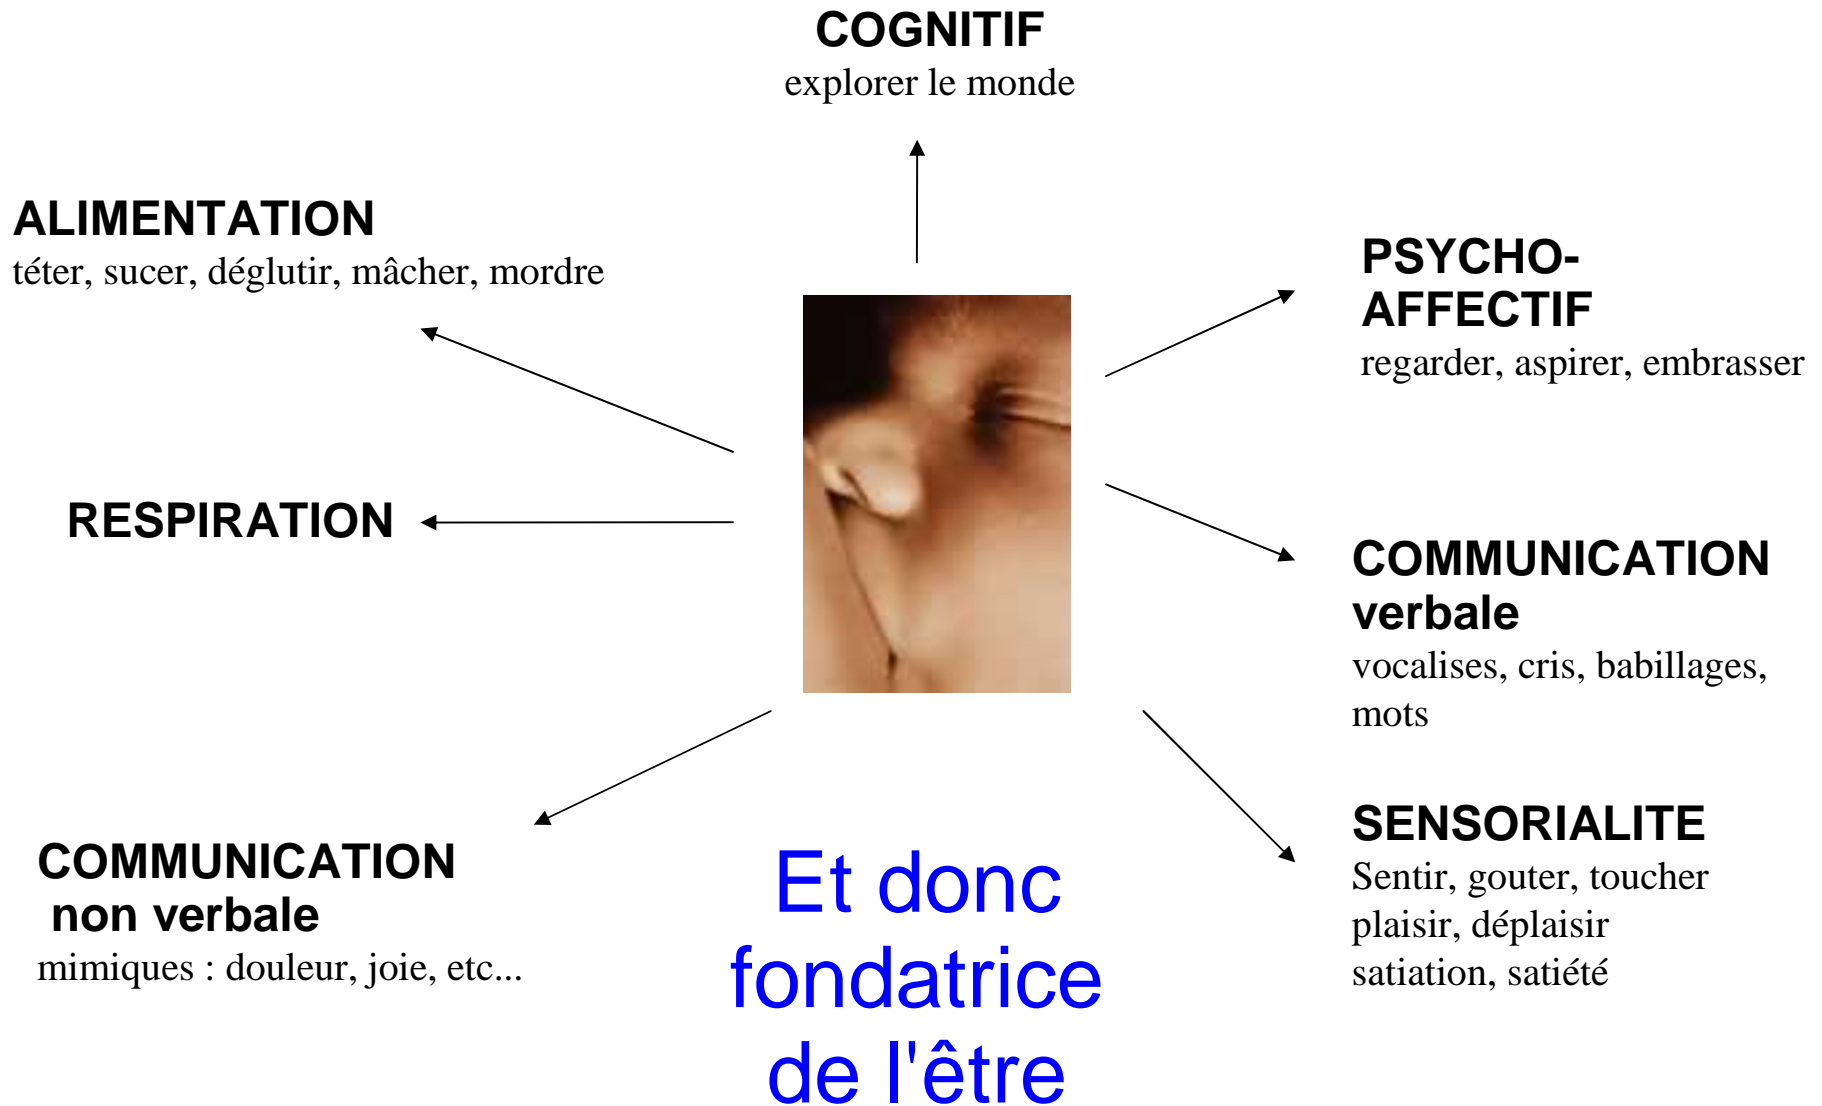 COGNITIF
explorer le monde
ALIMENTATION
téter, sucer, déglutir, mâcher, mordre
PSYCHO-
AFFECTIF
regarder, aspirer, embrasser
RESPIRATION
COMMUNICATION
verbale
vocalises, cris, babillages,
mots
COMMUNICATION
non verbale
mimiques : douleur, joie, etc...
SENSORIALITE
Sentir, gouter, toucher
plaisir, déplaisir
satiation, satiété
Et donc
fondatrice
de l'être